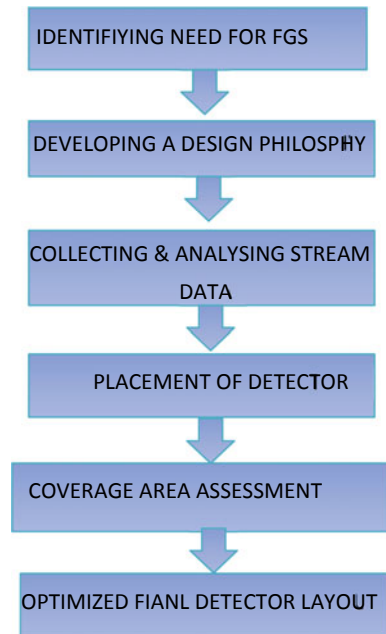 IDENTIFIYING NEED FOR FGS
DEVELOPING A DESIGN PHILOSPHY
COLLECTING & ANALYSING STREAM
DATA
PLACEMENT OF DETECTOR
COVERAGE AREA ASSESSMENT
OPTIMIZED FIANL DETECTOR LAYOUT